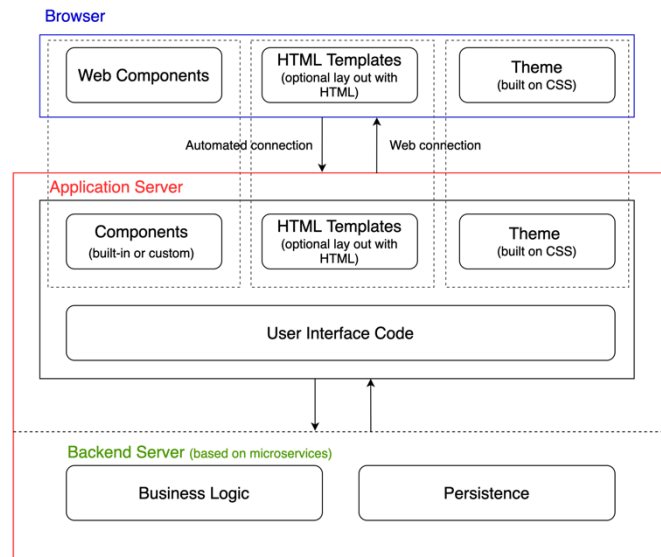 Browser
Web Components
HTML Templates
(optional lay out with
HTML)
Theme
(built on CSS)
Automated connection
Web connection
Application Server
Components
(built-in or custom)
HTML Templates
(optional lay out with
HTML)
Theme
(built on CSS)
User Interface Code
Backend Server (based on microservices)
Business Logic
Persistence